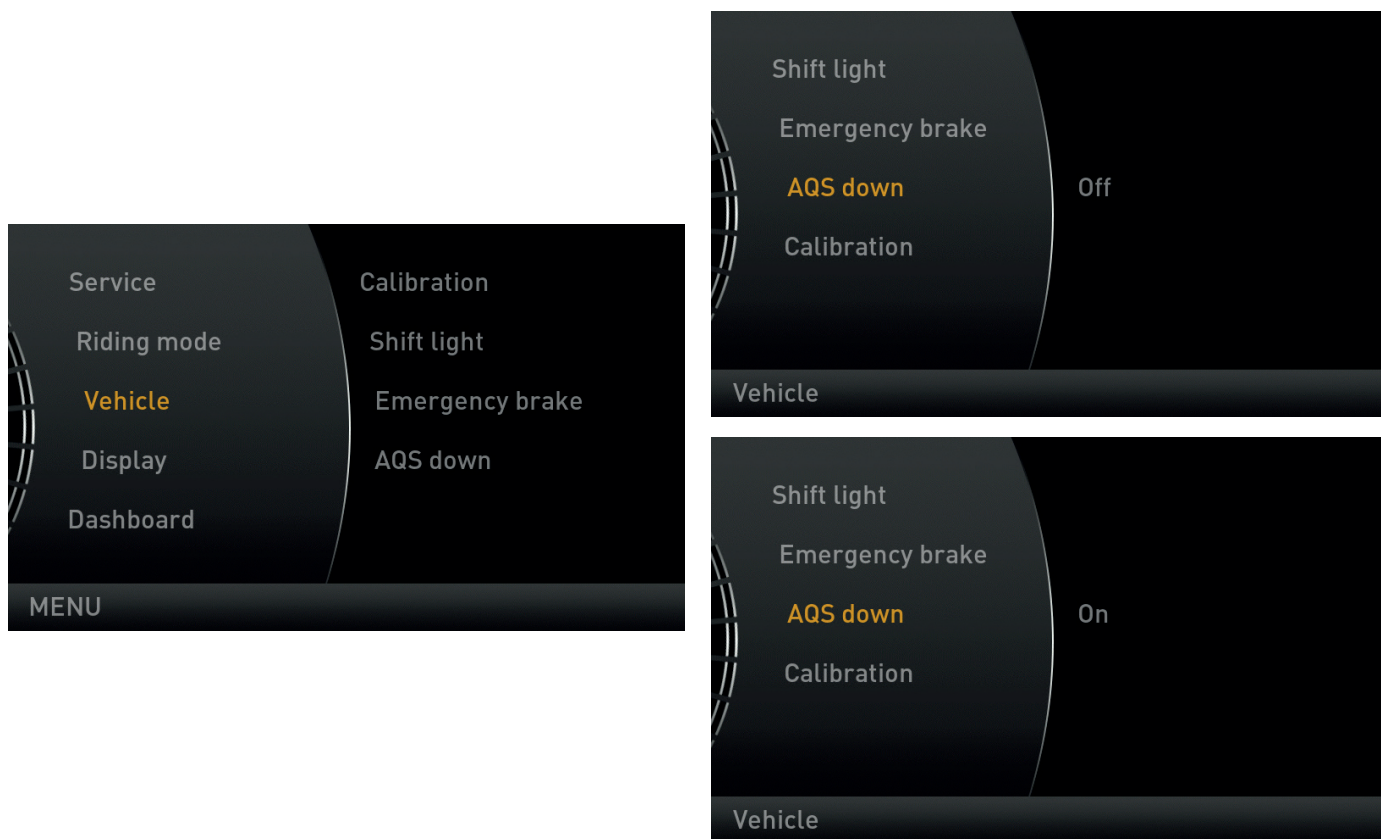 Service
Calibration
Riding mode
Shift light
Vehicle
Emergency brake
Display
AQS down
Dashboard
MENU
Shift light
Emergency brake
AQS down
Off
Calibration
Vehicle
Shift light
Emergency brake
AQS down
On
Calibration
Vehicle